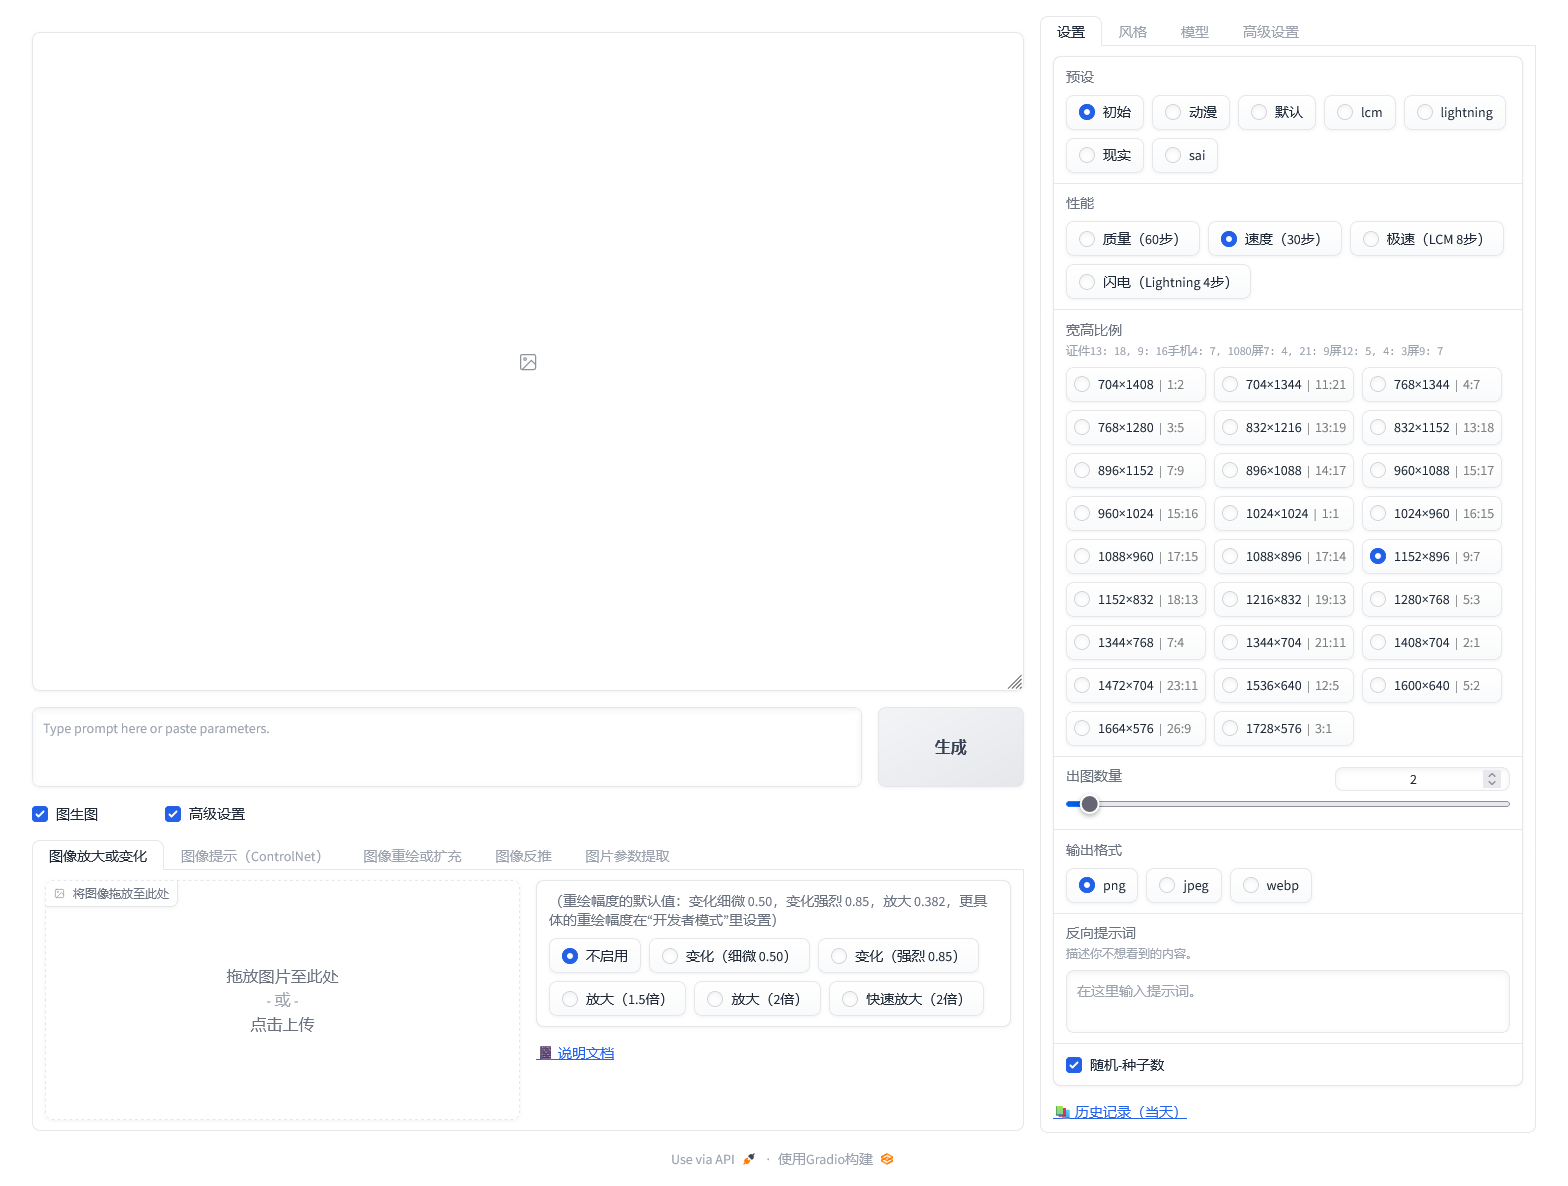 设置 风格 模型 高级设置
预设
初始 动漫 默认 lcm lightning
现实 sai
性能
质量（60步） 速度（30步） 极速（LCM 8步）
闪电（Lightning 4步）
宽高比例
证件13: 18, 9: 16手机4: 7, 1080屏7: 4, 21: 9屏12: 5, 4: 3屏9: 7
704×1408 | 1:2 704×1344 | 11:21 768×1344 | 4:7
768×1280 | 3:5 832×1216 | 13:19 832×1152 | 13:18
896×1152 | 7:9 896×1088 | 14:17 960×1088 | 15:17
960×1024 | 15:16 1024×1024 | 1:1 1024×960 | 16:15
1088×960 | 17:15 1088×896 | 17:14 1152×896 | 9:7
1152×832 | 18:13 1216×832 | 19:13 1280×768 | 5:3
1344×768 | 7:4 1344×704 | 21:11 1408×704 | 2:1
1472×704 | 23:11 1536×640 | 12:5 1600×640 | 5:2
1664×576 | 26:9 1728×576 | 3:1
出图数量 2
输出格式
png jpeg webp
反向提示词
描述你不想看到的内容。
在这里输入提示词。
随机-种子数
历史记录（当天）
Type prompt here or paste parameters.
生成
图生图 高级设置
图像放大或变化 图像提示（ControlNet） 图像重绘或扩充 图像反推 图片参数提取
将图像拖放至此处
拖放图片至此处
- 或 -
点击上传
（重绘幅度的默认值：变化细微 0.50，变化强烈 0.85，放大 0.382，更具
体的重绘幅度在“开发者模式”里设置）
不启用 变化（细微 0.50） 变化（强烈 0.85）
放大（1.5倍） 放大（2倍） 快速放大（2倍）
说明文档
Use via API · 使用Gradio构建